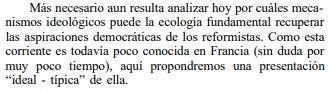 Más necesario aun resulta analizar hoy por cuáles meca-
nismos ideológicos puede la ecología fundamental recuperar
las aspiraciones democráticas de los reformistas. Como esta
corriente es todavía poco conocida en Francia (sin duda por
muy poco tiempo), aquí propondremos una presentación
“ideal - típica” de ella.